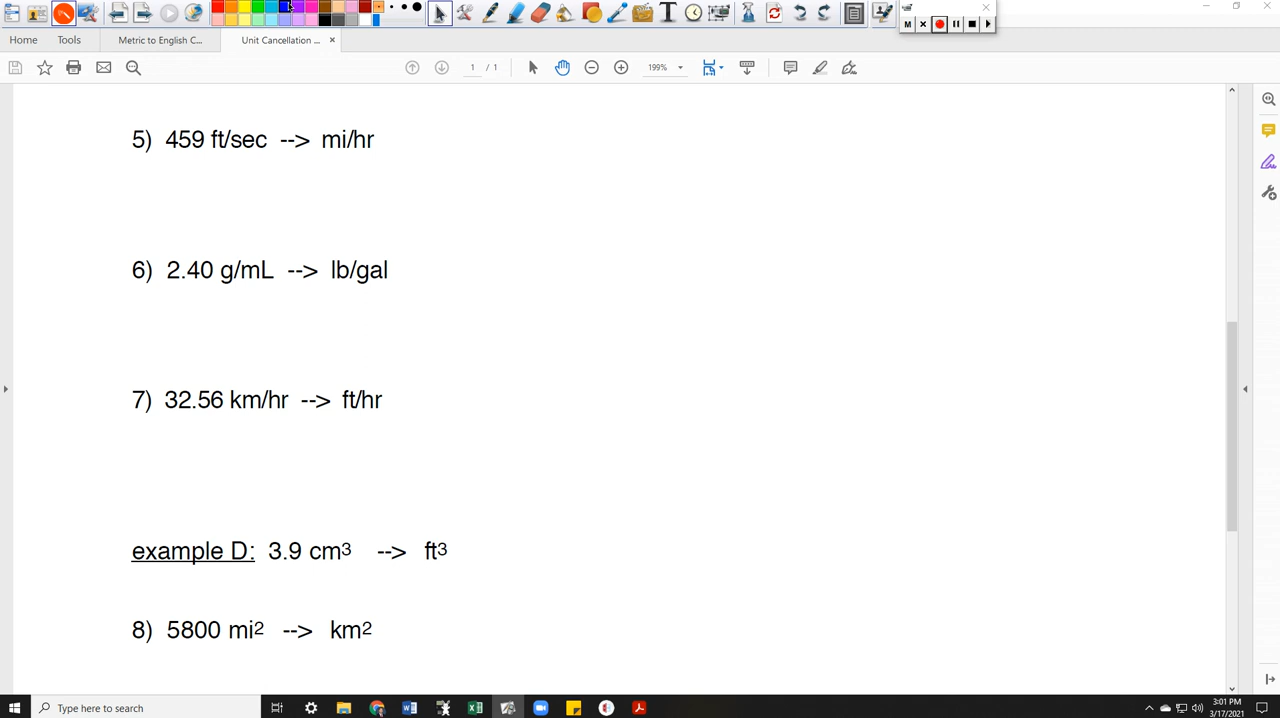 M
Home Tools Metric to English C... Unit Cancellation ...
1 / 1 199%
5) 459 ft/sec --> mi/hr
6) 2.40 g/mL --> lb/gal
7) 32.56 km/hr --> ft/hr
example D: 3.9 cm3 --> ft3
8) 5800 mi2 --> km2
Type here to search
3:01 PM
3/17/2021